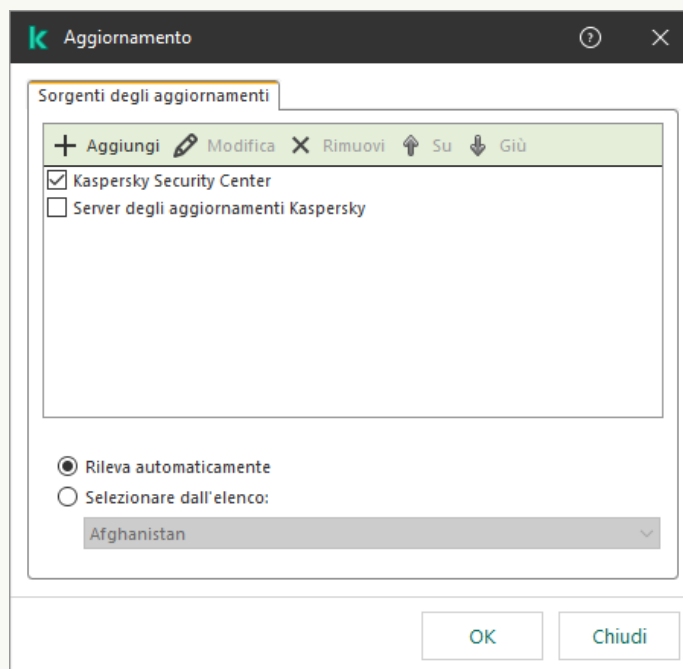 Aggiornamento
Sorgenti degli aggiornamenti
Aggiungi Modifica Rimuovi Su Giù
Kaspersky Security Center
Server degli aggiornamenti Kaspersky
Rileva automaticamente
Selezionare dall'elenco:
Afghanistan
OK Chiudi